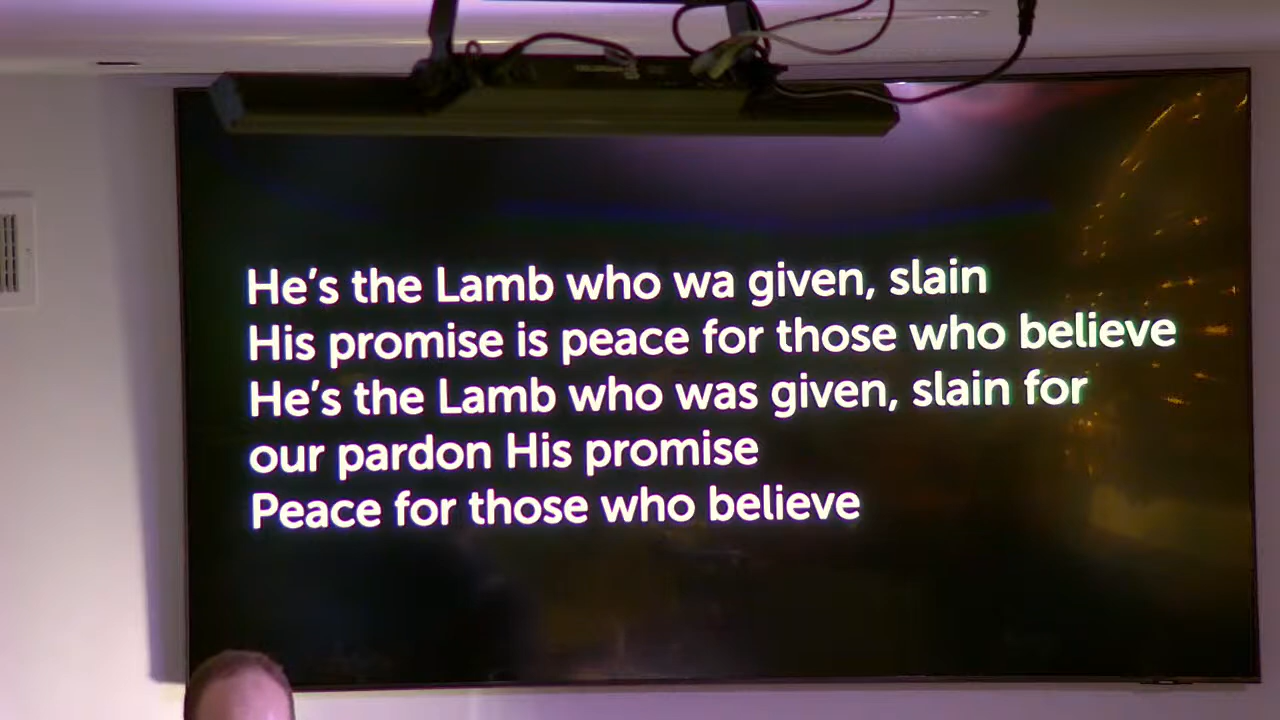 He's the Lamb who wa given, slain
His promise is peace for those who believe
He's the Lamb who was given, slain for
our pardon His promise
Peace for those who believe